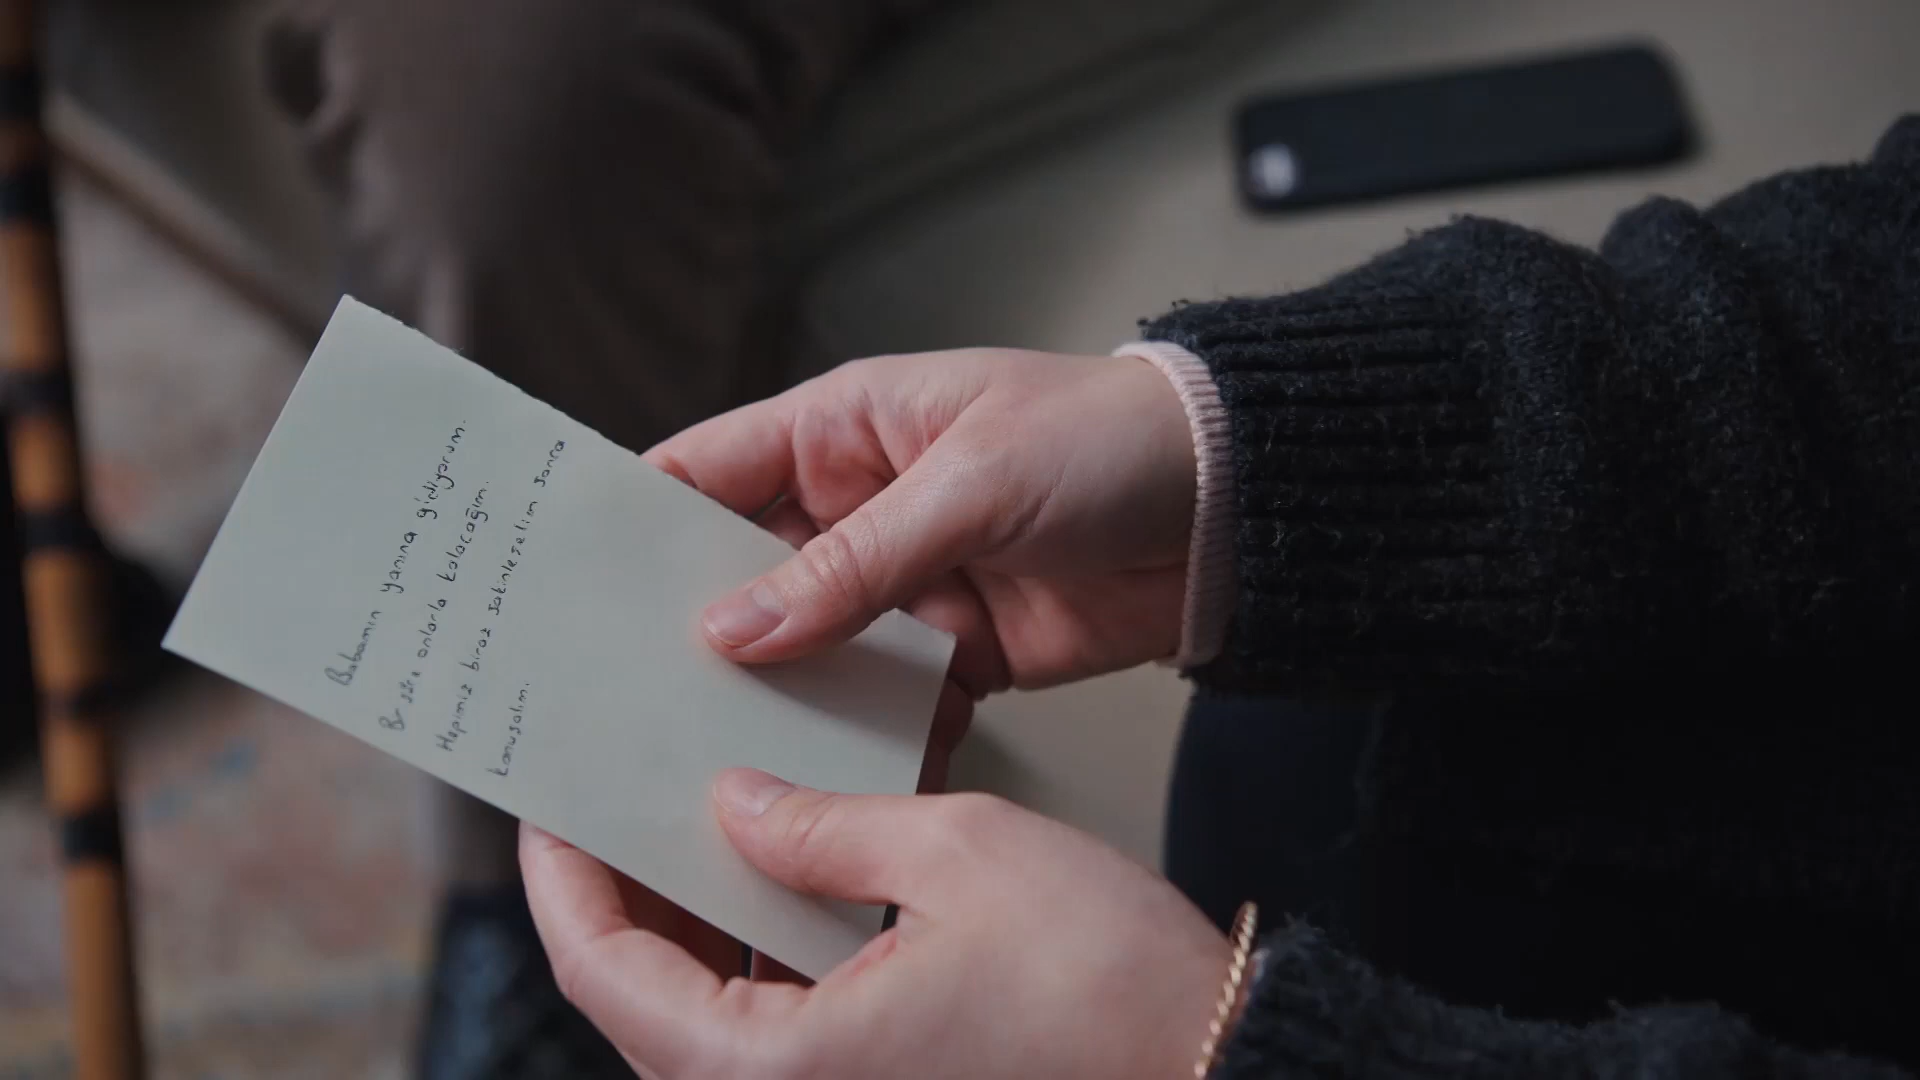 Babamın yanına gidiyorum.
Bir süre onlarla kalacağım.
Hepimiz biraz sakinleşelim sonra
konuşalım.